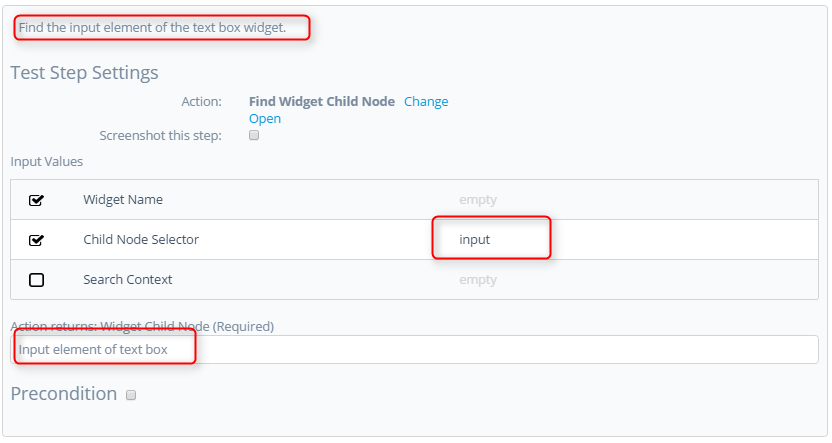 Find the input element of the text box widget.
Test Step Settings
Action: Find Widget Child Node Change
Open
Screenshot this step:
Input Values
Widget Name empty
Child Node Selector input
Search Context empty
Action returns: Widget Child Node (Required)
Input element of text box
Precondition